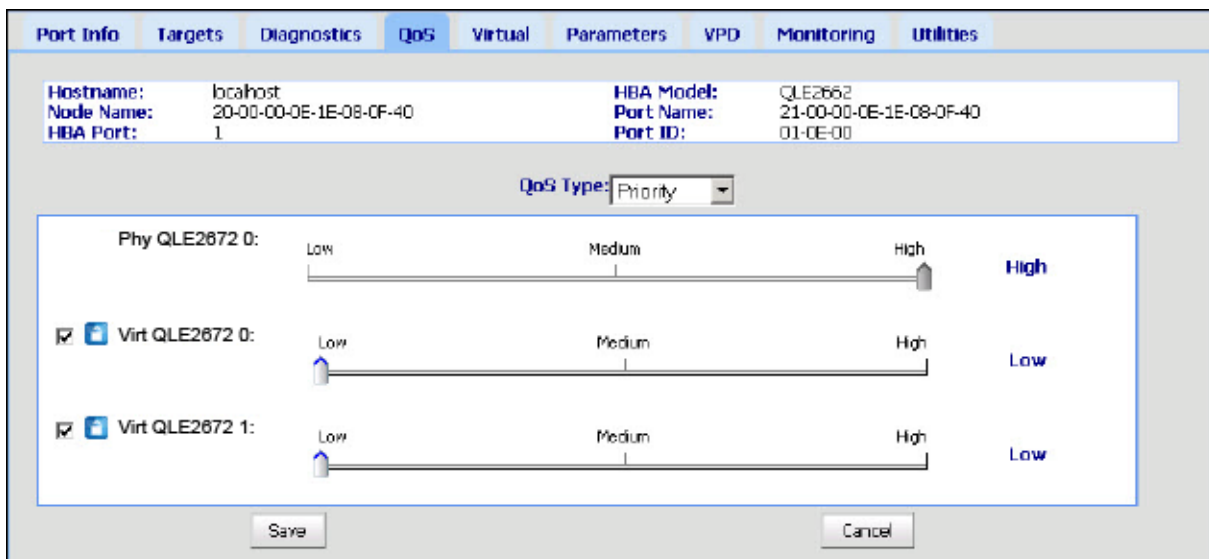 Port Info Targets Diagnostics QoS Virtual Parameters VPD Monitoring Utilities
Hostname: localhost HBA Model: QLE2662
Node Name: 20-00-00-0E-1E-08-0F-40 Port Name: 21-00-00-0E-1E-08-0F-40
HBA Port: 1 Port ID: 01-0E-00
QoS Type: Priority
Phy QLE2672 0: Low Medium High High
Virt QLE2672 0: Low Medium High Low
Virt QLE2672 1: Low Medium High Low
Save Cancel